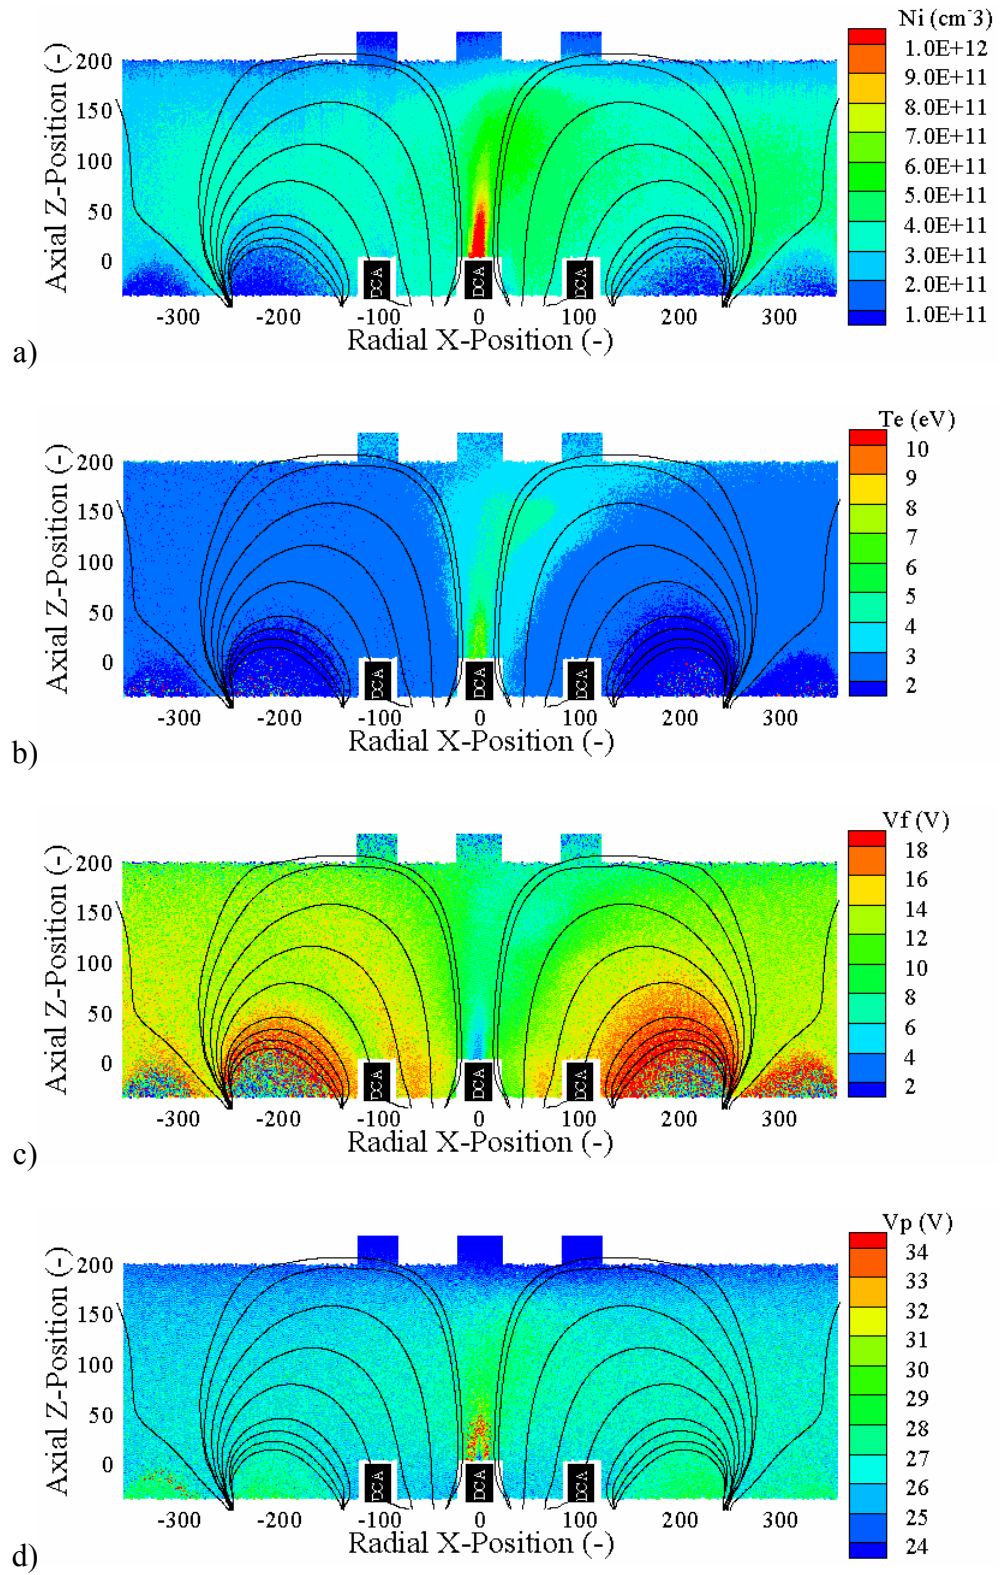 Ni (cm-3)
1.0E+12
9.0E+11
8.0E+11
7.0E+11
6.0E+11
5.0E+11
4.0E+11
3.0E+11
2.0E+11
1.0E+11
Axial Z-Position (-)
200
150
100
50
0
DCA DCA DCA
-300 -200 -100 0 100 200 300
Radial X-Position (-)
a)
Te (eV)
10
9
8
7
6
5
4
3
2
Axial Z-Position (-)
200
150
100
50
0
DCA DCA DCA
-300 -200 -100 0 100 200 300
Radial X-Position (-)
b)
Vf (V)
18
16
14
12
10
8
6
4
2
Axial Z-Position (-)
200
150
100
50
0
DCA DCA DCA
-300 -200 -100 0 100 200 300
Radial X-Position (-)
c)
Vp (V)
34
33
32
31
30
29
28
27
26
25
24
Axial Z-Position (-)
200
150
100
50
0
DCA DCA DCA
-300 -200 -100 0 100 200 300
Radial X-Position (-)
d)